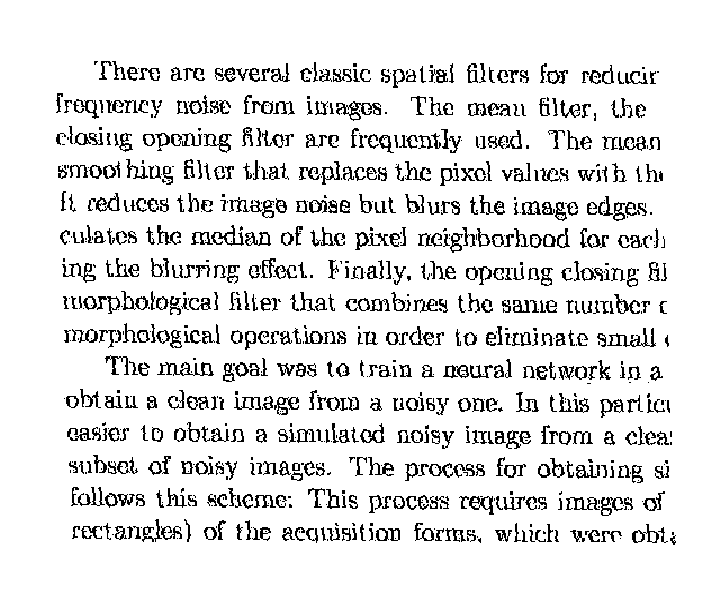 There are several classic spatial filters for reducir
frequency noise from images. The mean filter, the
closing opening filter are frequently used. The mean
smoothing filter that replaces the pixel values with th
It reduces the image noise but blurs the image edges.
culates the median of the pixel neighborhood for each
ing the blurring effect. Finally, the opening closing fil
morphological filter that combines the same number
morphological operations in order to eliminate small
The main goal was to train a neural network in a
obtain a clean image from a noisy one. In this particu
easier to obtain a simulated noisy image from a clea
subset of noisy images. The process for obtaining si
follows this scheme: This process requires images of
rectangles) of the acquisition forms, which were obta